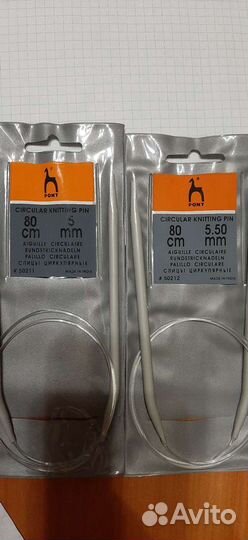 PONY
CIRCULAR KNITTING PIN
80 cm 5 mm
AIGUILLE CIRCULAIRE
RUNDSTRICKNADELN
PALILLO CIRCULARE
СПИЦЫ ЦИРКУЛЯРНЫЕ
# 50211 MADE IN INDIA
PONY
CIRCULAR KNITTING PIN
80 cm 5.50 mm
AIGUILLE CIRCULAIRE
RUNDSTRICKNADELN
PALILLO CIRCULARE
СПИЦЫ ЦИРКУЛЯРНЫЕ
# 50212 MADE IN INDIA
Avito